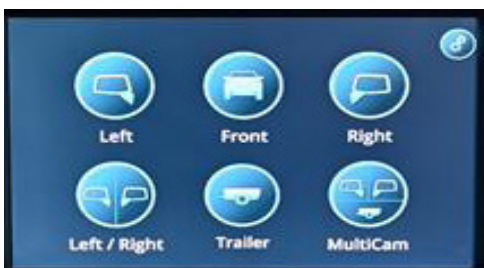 Left
Front
Right
Left / Right
Trailer
MultiCam